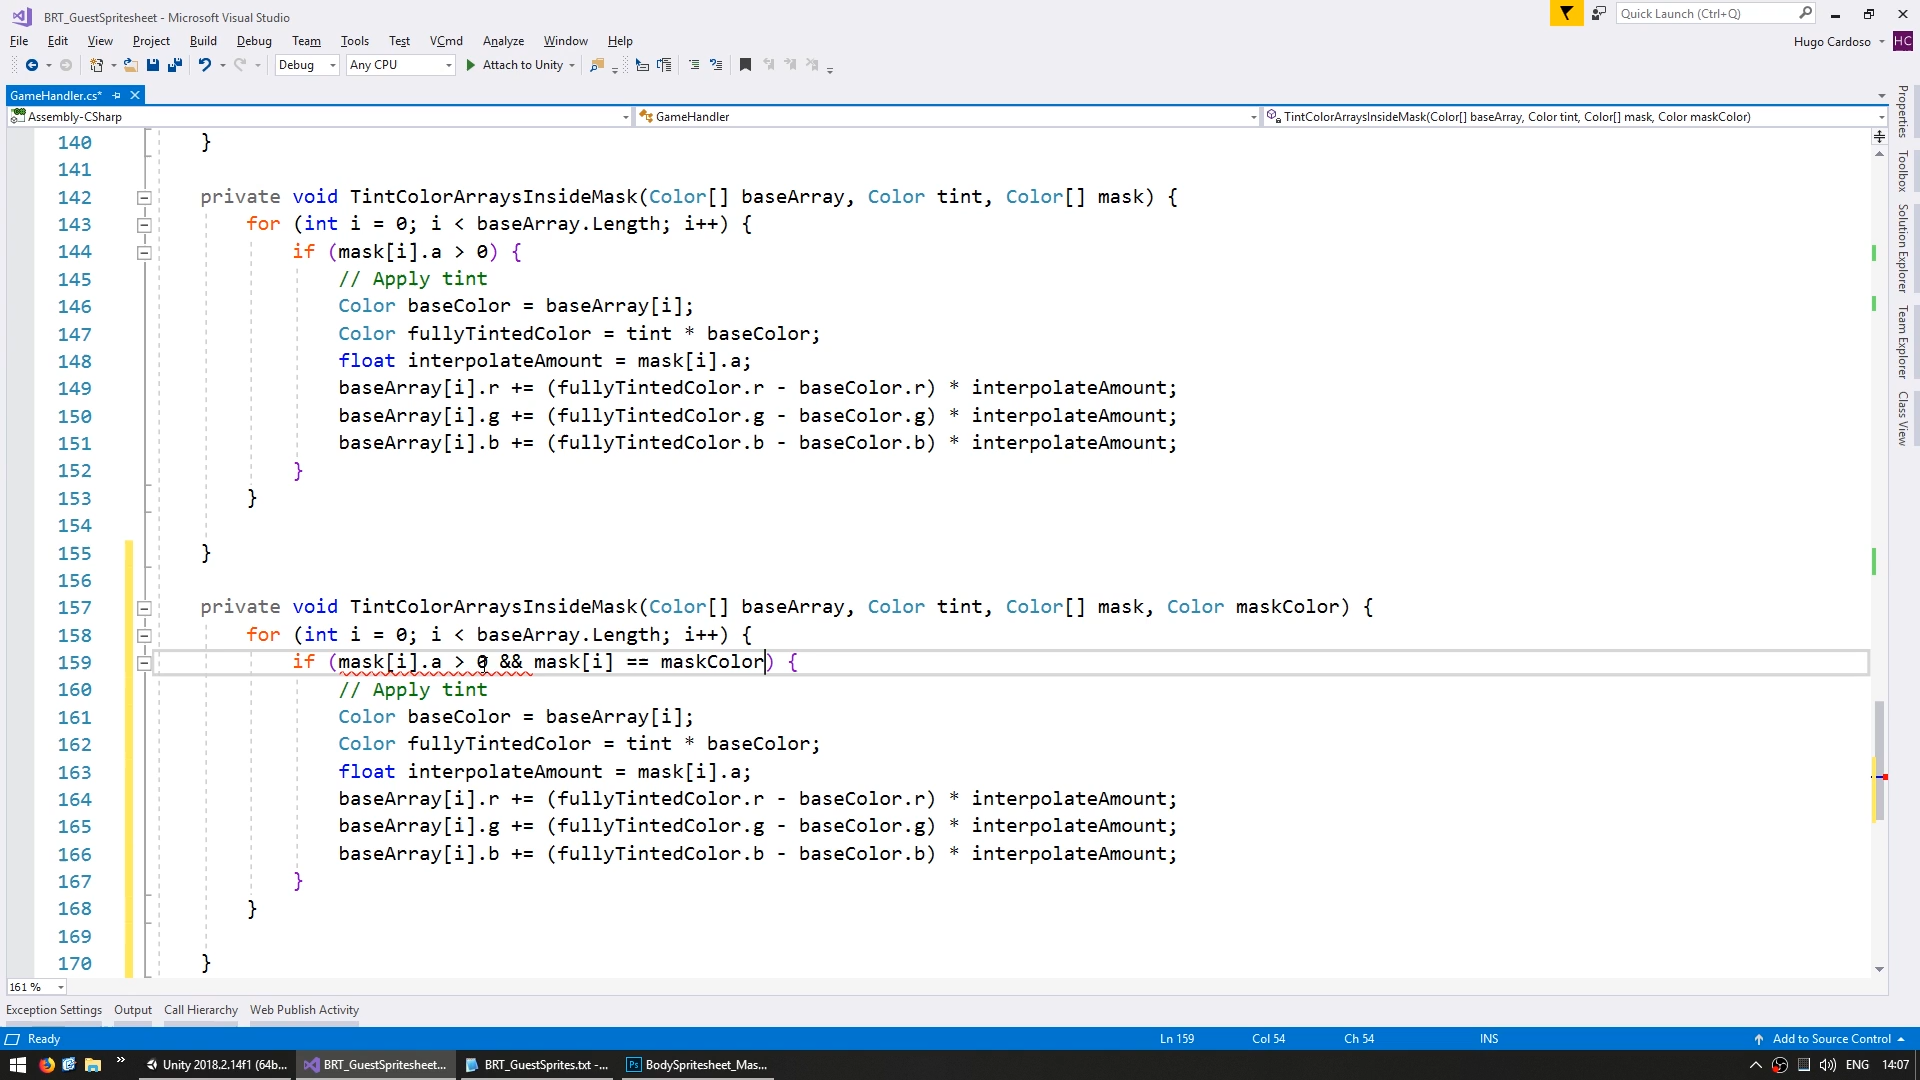 BRT_GuestSpritesheet - Microsoft Visual Studio
Quick Launch (Ctrl+Q)
File Edit View Project Build Debug Team Tools Test VCmd Analyze Window Help
Hugo Cardoso HC
Debug Any CPU Attach to Unity
GameHandler.cs*
Assembly-CSharp GameHandler TintColorArraysInsideMask(Color[] baseArray, Color tint, Color[] mask, Color maskColor)
140 }
141
142 private void TintColorArraysInsideMask(Color[] baseArray, Color tint, Color[] mask) {
143 for (int i = 0; i < baseArray.Length; i++) {
144 if (mask[i].a > 0) {
145 // Apply tint
146 Color baseColor = baseArray[i];
147 Color fullyTintedColor = tint * baseColor;
148 float interpolateAmount = mask[i].a;
149 baseArray[i].r += (fullyTintedColor.r - baseColor.r) * interpolateAmount;
150 baseArray[i].g += (fullyTintedColor.g - baseColor.g) * interpolateAmount;
151 baseArray[i].b += (fullyTintedColor.b - baseColor.b) * interpolateAmount;
152 }
153 }
154
155 }
156
157 private void TintColorArraysInsideMask(Color[] baseArray, Color tint, Color[] mask, Color maskColor) {
158 for (int i = 0; i < baseArray.Length; i++) {
159 if (mask[i].a > 0 && mask[i] == maskColor) {
160 // Apply tint
161 Color baseColor = baseArray[i];
162 Color fullyTintedColor = tint * baseColor;
163 float interpolateAmount = mask[i].a;
164 baseArray[i].r += (fullyTintedColor.r - baseColor.r) * interpolateAmount;
165 baseArray[i].g += (fullyTintedColor.g - baseColor.g) * interpolateAmount;
166 baseArray[i].b += (fullyTintedColor.b - baseColor.b) * interpolateAmount;
167 }
168 }
169
170 }
Properties
Toolbox
Solution Explorer
Team Explorer
Class View
161 %
Exception Settings Output Call Hierarchy Web Publish Activity
Ready Ln 159 Col 54 Ch 54 INS Add to Source Control
Unity 2018.2.14f1 (64b... BRT_GuestSpritesheet... BRT_GuestSprites.txt -... Ps BodySpritesheet_Mas... ENG 14:07